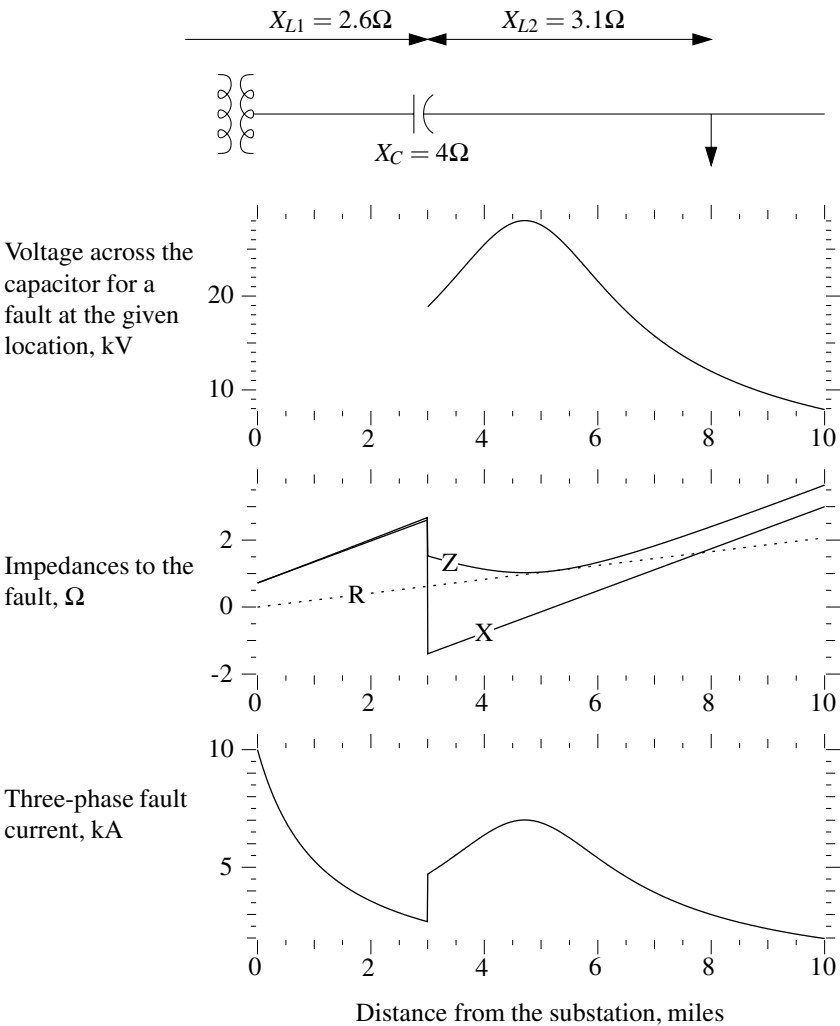 X_{L1} = 2.6Ω
X_{L2} = 3.1Ω
X_C = 4Ω
Voltage across the
capacitor for a
fault at the given
location, kV
20
10
0 2 4 6 8 10
Impedances to the
fault, Ω
2
0
-2
Z
R
X
0 2 4 6 8 10
Three-phase fault
current, kA
10
5
0 2 4 6 8 10
Distance from the substation, miles